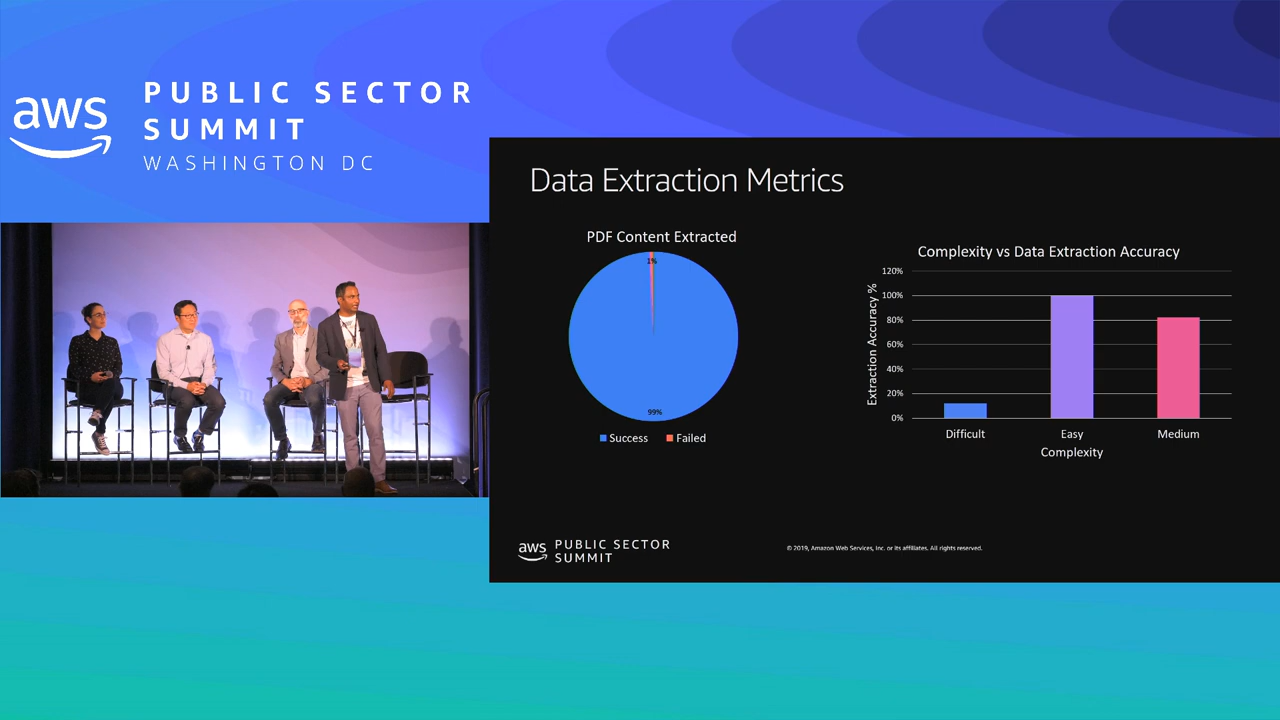 aws
PUBLIC SECTOR
SUMMIT
WASHINGTON DC
Data Extraction Metrics
PDF Content Extracted
1%
99%
Success Failed
Complexity vs Data Extraction Accuracy
Extraction Accuracy %
120%
100%
80%
60%
40%
20%
0%
Difficult Easy Medium
Complexity
aws PUBLIC SECTOR
SUMMIT
© 2019, Amazon Web Services, Inc. or its affiliates. All rights reserved.